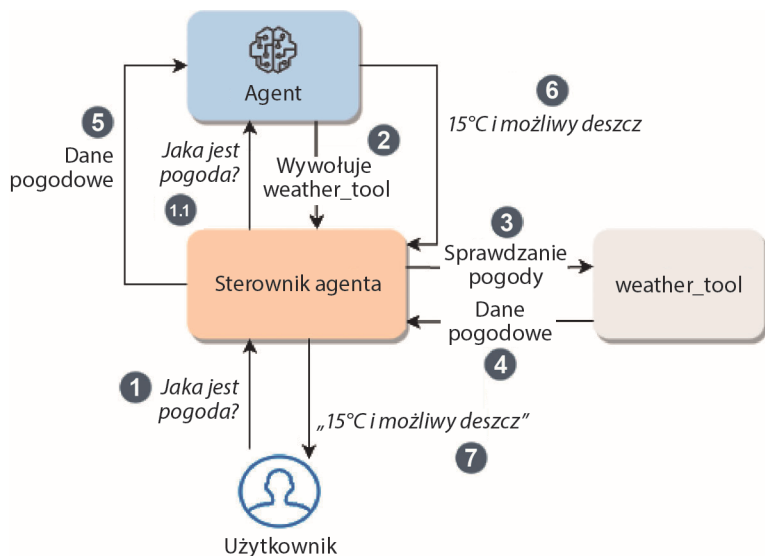 Agent
5
Dane
pogodowe
Jaka jest
pogoda?
1.1
2
Wywołuje
weather_tool
6
15°C i możliwy deszcz
Sterownik agenta
3
Sprawdzanie
pogody
Dane
pogodowe
4
weather_tool
1
Jaka jest
pogoda?
„15°C i możliwy deszcz”
7
Użytkownik